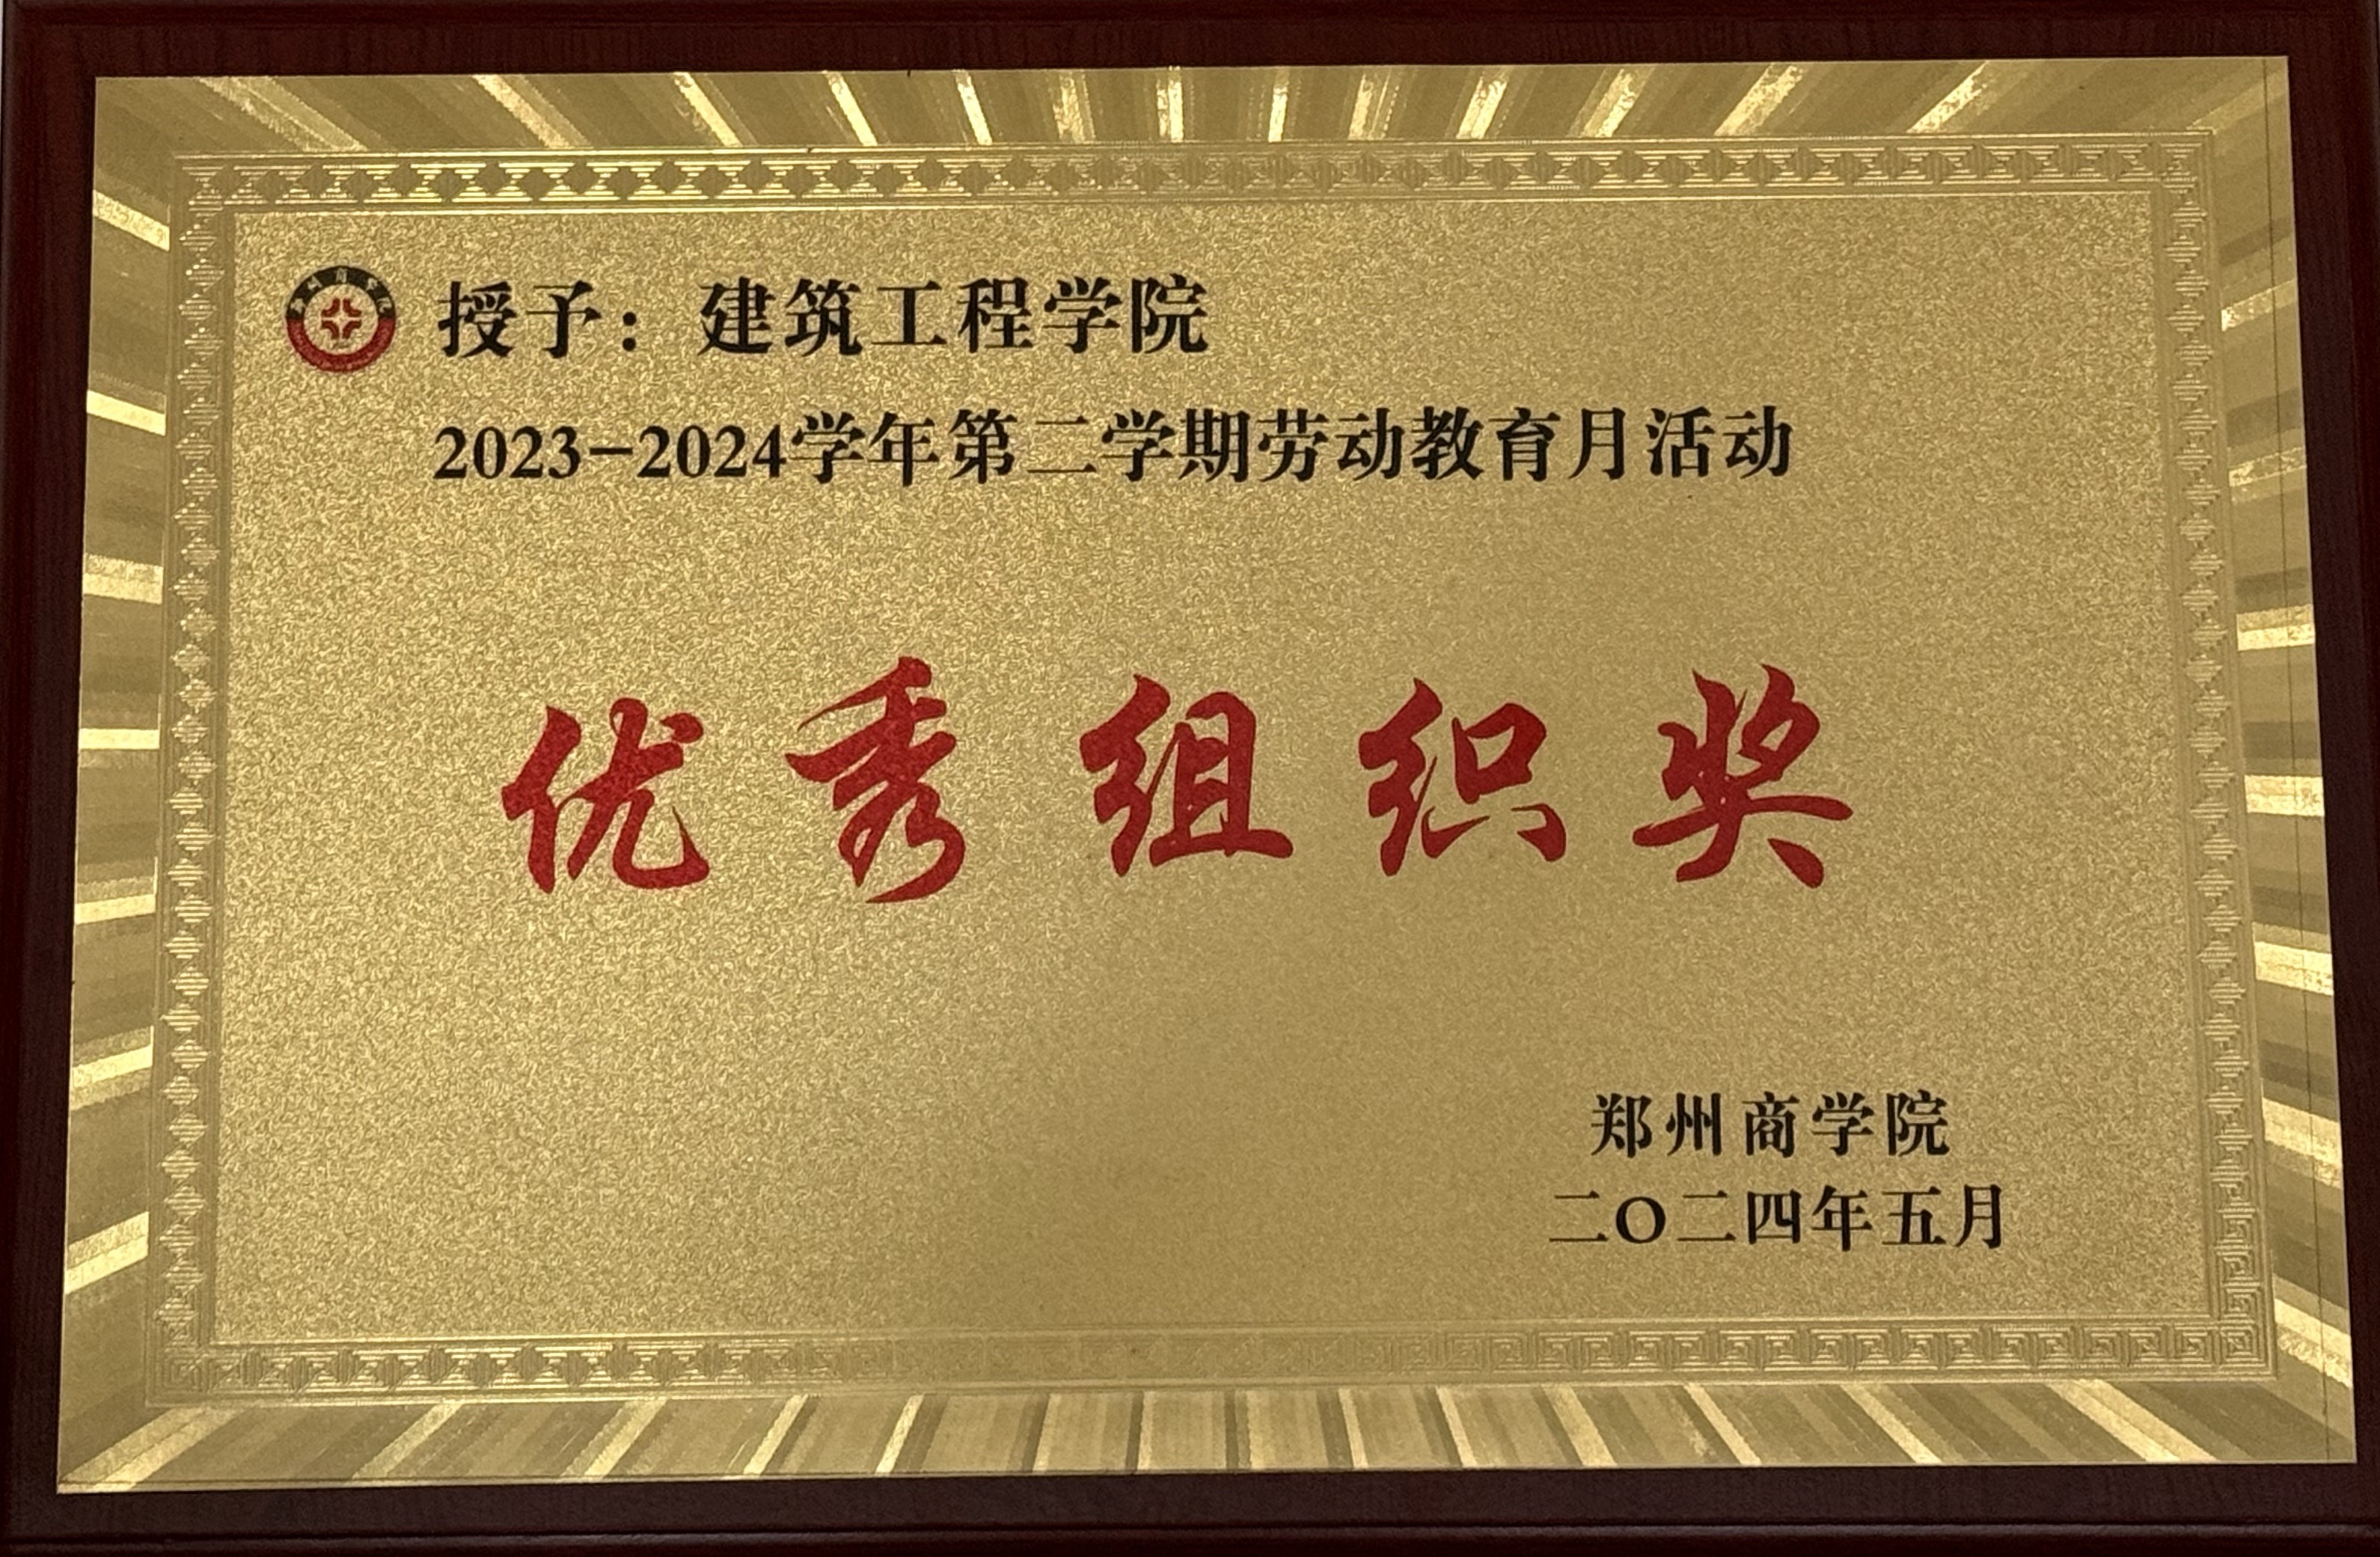 授予：建筑工程学院
2023-2024学年第二学期劳动教育月活动
优秀组织奖
郑州商学院
二〇二四年五月